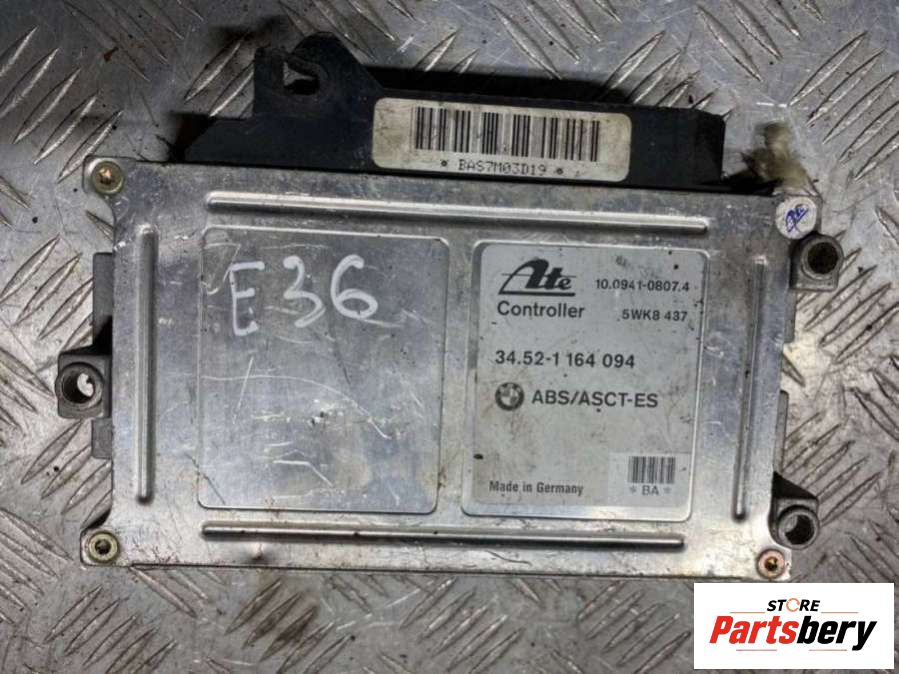 * BAS7M03D19 *
E36
Ate
10.0941-0807.4
Controller
5WK8 437
34.52-1 164 094
ABS/ASCT-ES
Made in Germany
* BA *
STORE
Partsbery